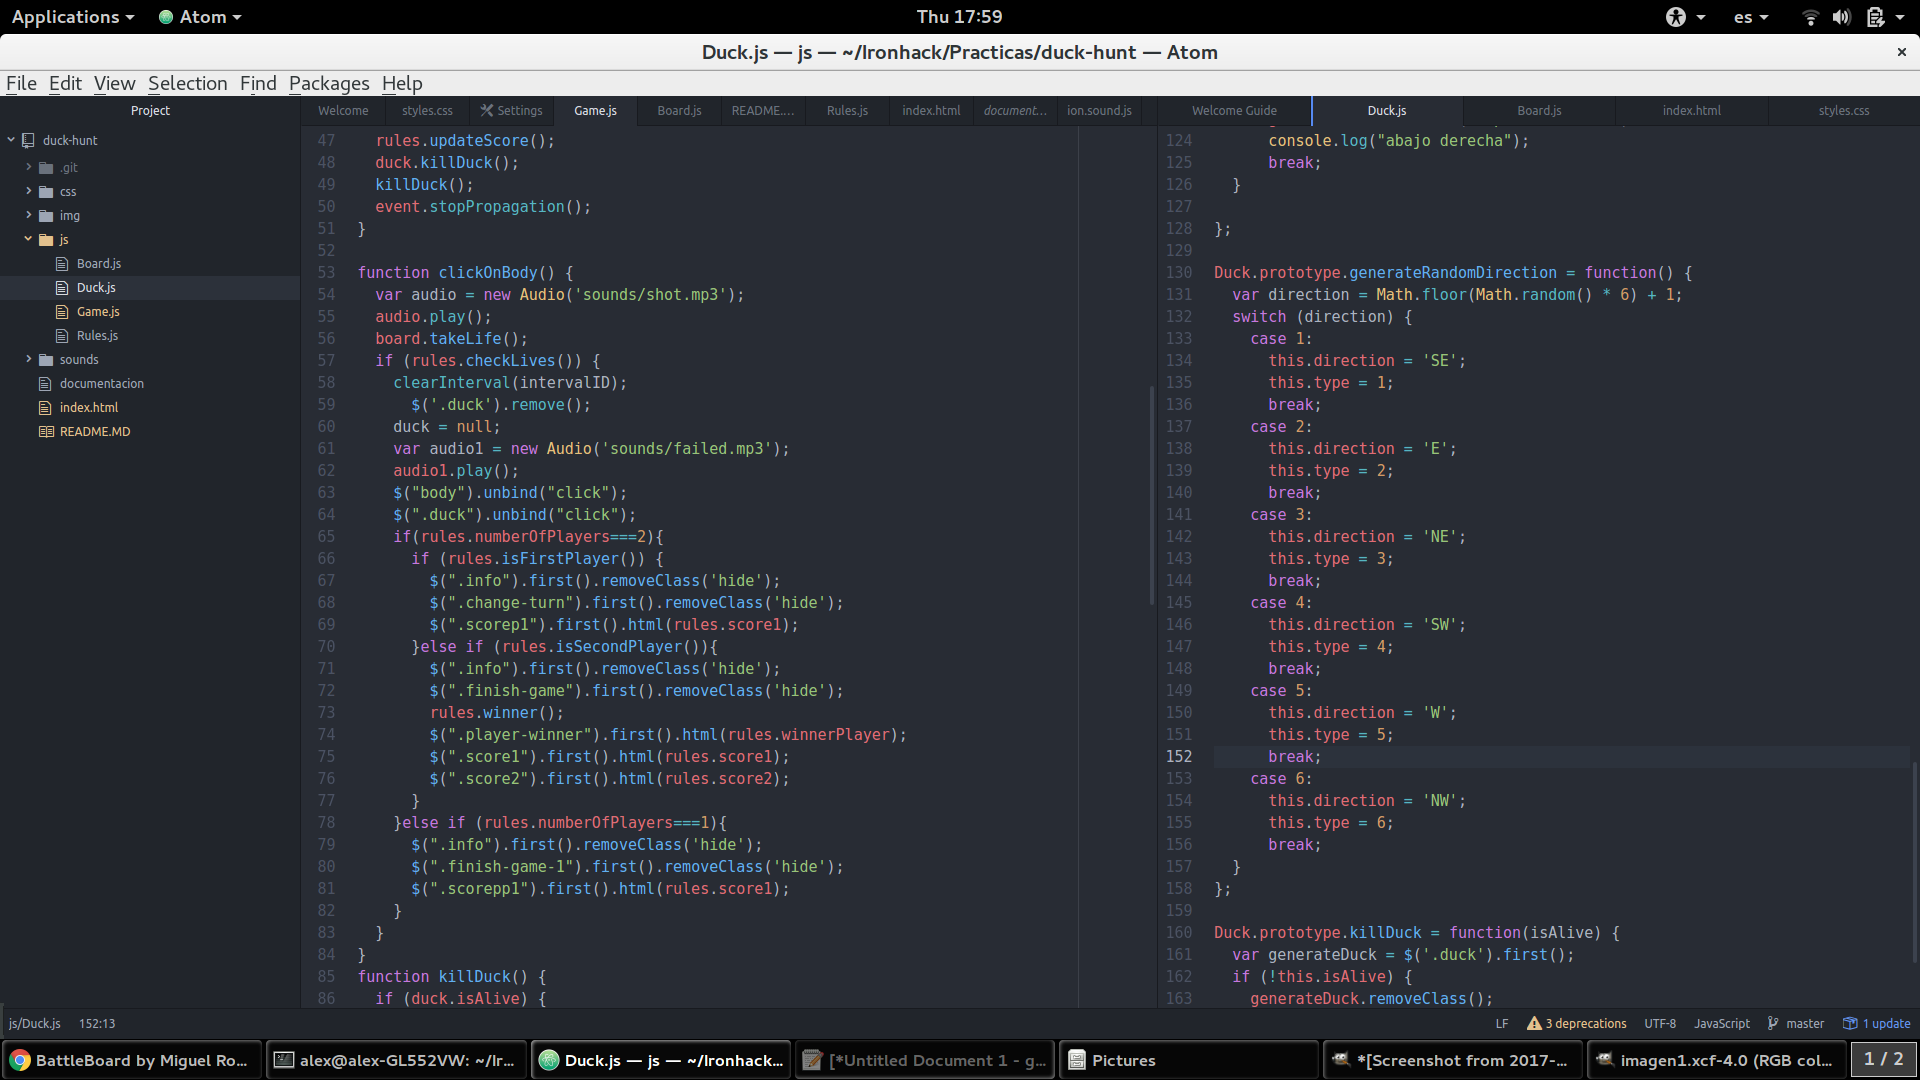 Applications
Atom
Thu 17:59
es
Duck.js — js — ~/Ironhack/Practicas/duck-hunt — Atom
×
File Edit View Selection Find Packages Help
Project
Welcome
styles.css
Settings
Game.js
Board.js
README....
Rules.js
index.html
document...
ion.sound.js
Welcome Guide
Duck.js
Board.js
index.html
styles.css
duck-hunt
.git
css
img
js
Board.js
Duck.js
Game.js
Rules.js
sounds
documentacion
index.html
README.MD
47 rules.updateScore();
48 duck.killDuck();
49 killDuck();
50 event.stopPropagation();
51 }
52
53 function clickOnBody() {
54 var audio = new Audio('sounds/shot.mp3');
55 audio.play();
56 board.takeLife();
57 if (rules.checkLives()) {
58 clearInterval(intervalID);
59 $('.duck').remove();
60 duck = null;
61 var audio1 = new Audio('sounds/failed.mp3');
62 audio1.play();
63 $("body").unbind("click");
64 $(".duck").unbind("click");
65 if(rules.numberOfPlayers===2){
66 if (rules.isFirstPlayer()) {
67 $(".info").first().removeClass('hide');
68 $(".change-turn").first().removeClass('hide');
69 $(".scorep1").first().html(rules.score1);
70 }else if (rules.isSecondPlayer()){
71 $(".info").first().removeClass('hide');
72 $(".finish-game").first().removeClass('hide');
73 rules.winner();
74 $(".player-winner").first().html(rules.winnerPlayer);
75 $(".score1").first().html(rules.score1);
76 $(".score2").first().html(rules.score2);
77 }
78 }else if (rules.numberOfPlayers===1){
79 $(".info").first().removeClass('hide');
80 $(".finish-game-1").first().removeClass('hide');
81 $(".scorepp1").first().html(rules.score1);
82 }
83 }
84 }
85 function killDuck() {
86 if (duck.isAlive) {
124 console.log("abajo derecha");
125 break;
126 }
127
128 };
129
130 Duck.prototype.generateRandomDirection = function() {
131 var direction = Math.floor(Math.random() * 6) + 1;
132 switch (direction) {
133 case 1:
134 this.direction = 'SE';
135 this.type = 1;
136 break;
137 case 2:
138 this.direction = 'E';
139 this.type = 2;
140 break;
141 case 3:
142 this.direction = 'NE';
143 this.type = 3;
144 break;
145 case 4:
146 this.direction = 'SW';
147 this.type = 4;
148 break;
149 case 5:
150 this.direction = 'W';
151 this.type = 5;
152 break;
153 case 6:
154 this.direction = 'NW';
155 this.type = 6;
156 break;
157 }
158 };
159
160 Duck.prototype.killDuck = function(isAlive) {
161 var generateDuck = $('.duck').first();
162 if (!this.isAlive) {
163 generateDuck.removeClass();
js/Duck.js 152:13
LF
3 deprecations
UTF-8
JavaScript
master
1 update
BattleBoard by Miguel Ro...
alex@alex-GL552VW: ~/Ir...
Duck.js — js — ~/Ironhack...
[*Untitled Document 1 - g...
Pictures
*[Screenshot from 2017-...
imagen1.xcf-4.0 (RGB col...
1 / 2